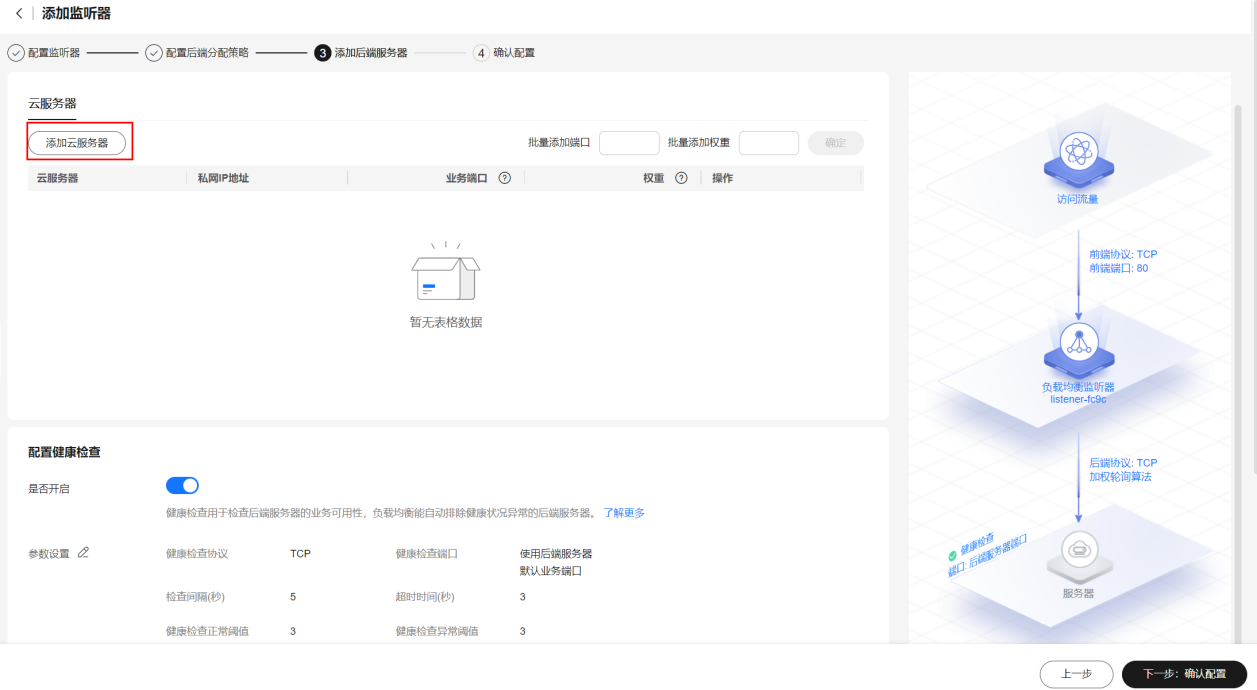 添加监听器
配置监听器
配置后端分配策略
3 添加后端服务器
4 确认配置
云服务器
添加云服务器
批量添加端口
批量添加权重
确定
云服务器
私网IP地址
业务端口
权重
操作
暂无表格数据
配置健康检查
是否开启
健康检查用于检查后端服务器的业务可用性，负载均衡能自动排除健康状况异常的后端服务器。 了解更多
参数设置
健康检查协议
TCP
健康检查端口
使用后端服务器
默认业务端口
检查间隔(秒)
5
超时时间(秒)
3
健康检查正常阈值
3
健康检查异常阈值
3
访问流量
前端协议: TCP
前端端口: 80
负载均衡监听器
listener-fc9c
后端协议: TCP
加权轮询算法
健康检查
端口: 后端服务器端口
服务器
上一步
下一步：确认配置